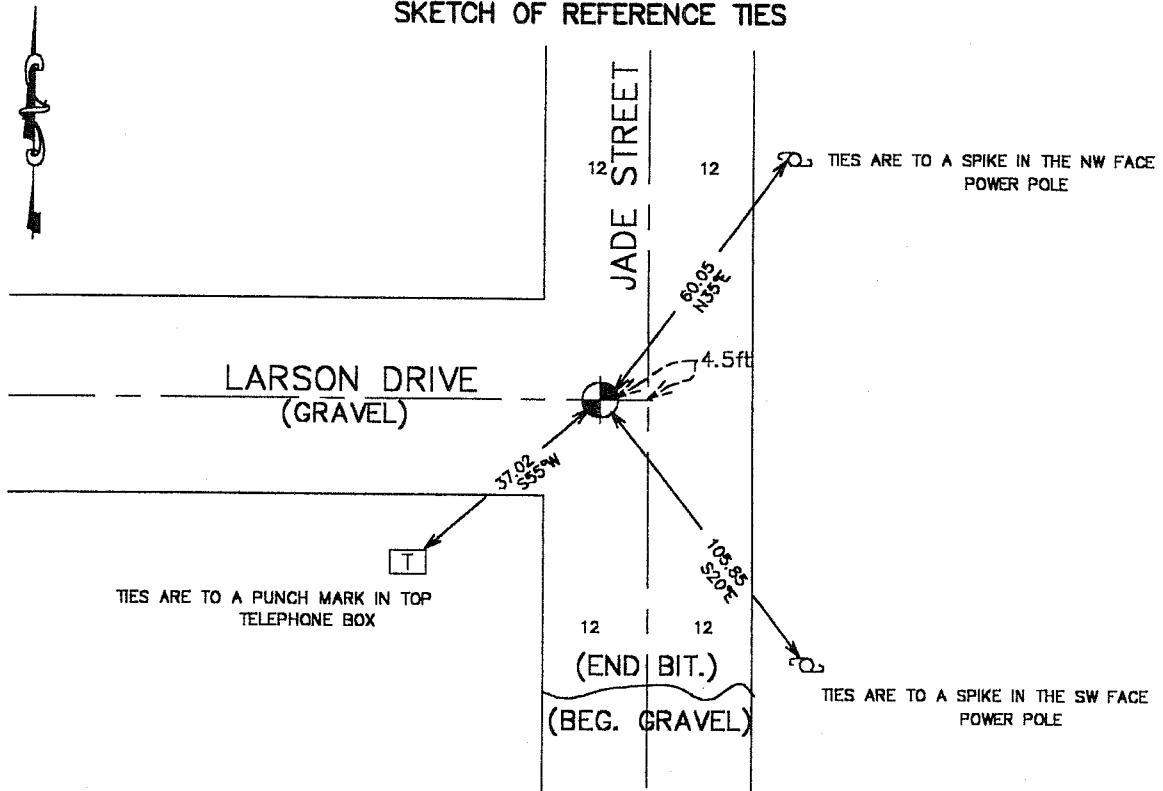 SKETCH OF REFERENCE TIES
JADE STREET
12
12
TIES ARE TO A SPIKE IN THE NW FACE
POWER POLE
60.05
N35°E
4.5ft
LARSON DRIVE
(GRAVEL)
37.02
S55°W
T
TIES ARE TO A PUNCH MARK IN TOP
TELEPHONE BOX
105.85
S20°E
12
12
(END BIT.)
(BEG. GRAVEL)
TIES ARE TO A SPIKE IN THE SW FACE
POWER POLE